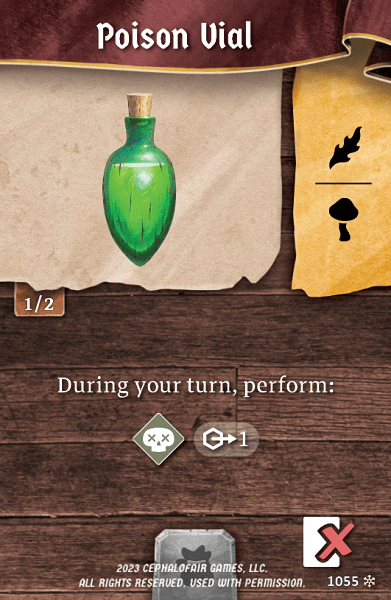 Poison Vial
1/2
During your turn, perform:
1
2023 CEPHALOFAIR GAMES, LLC.
ALL RIGHTS RESERVED. USED WITH PERMISSION.
1055